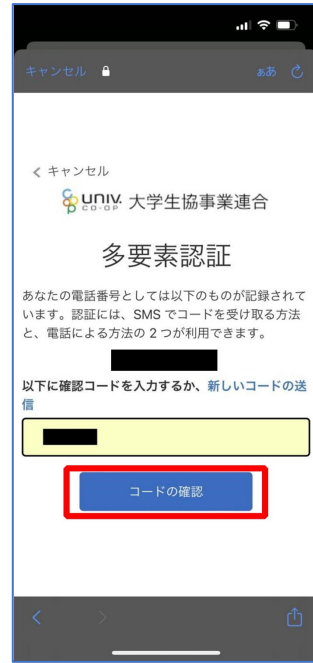 キャンセル
ぁあ
キャンセル
univ. 大学生協事業連合
CO-OP
多要素認証
あなたの電話番号としては以下のものが記録されて
います。認証には、SMS でコードを受け取る方法
と、電話による方法の 2 つが利用できます。
以下に確認コードを入力するか、新しいコードの送
信
コードの確認